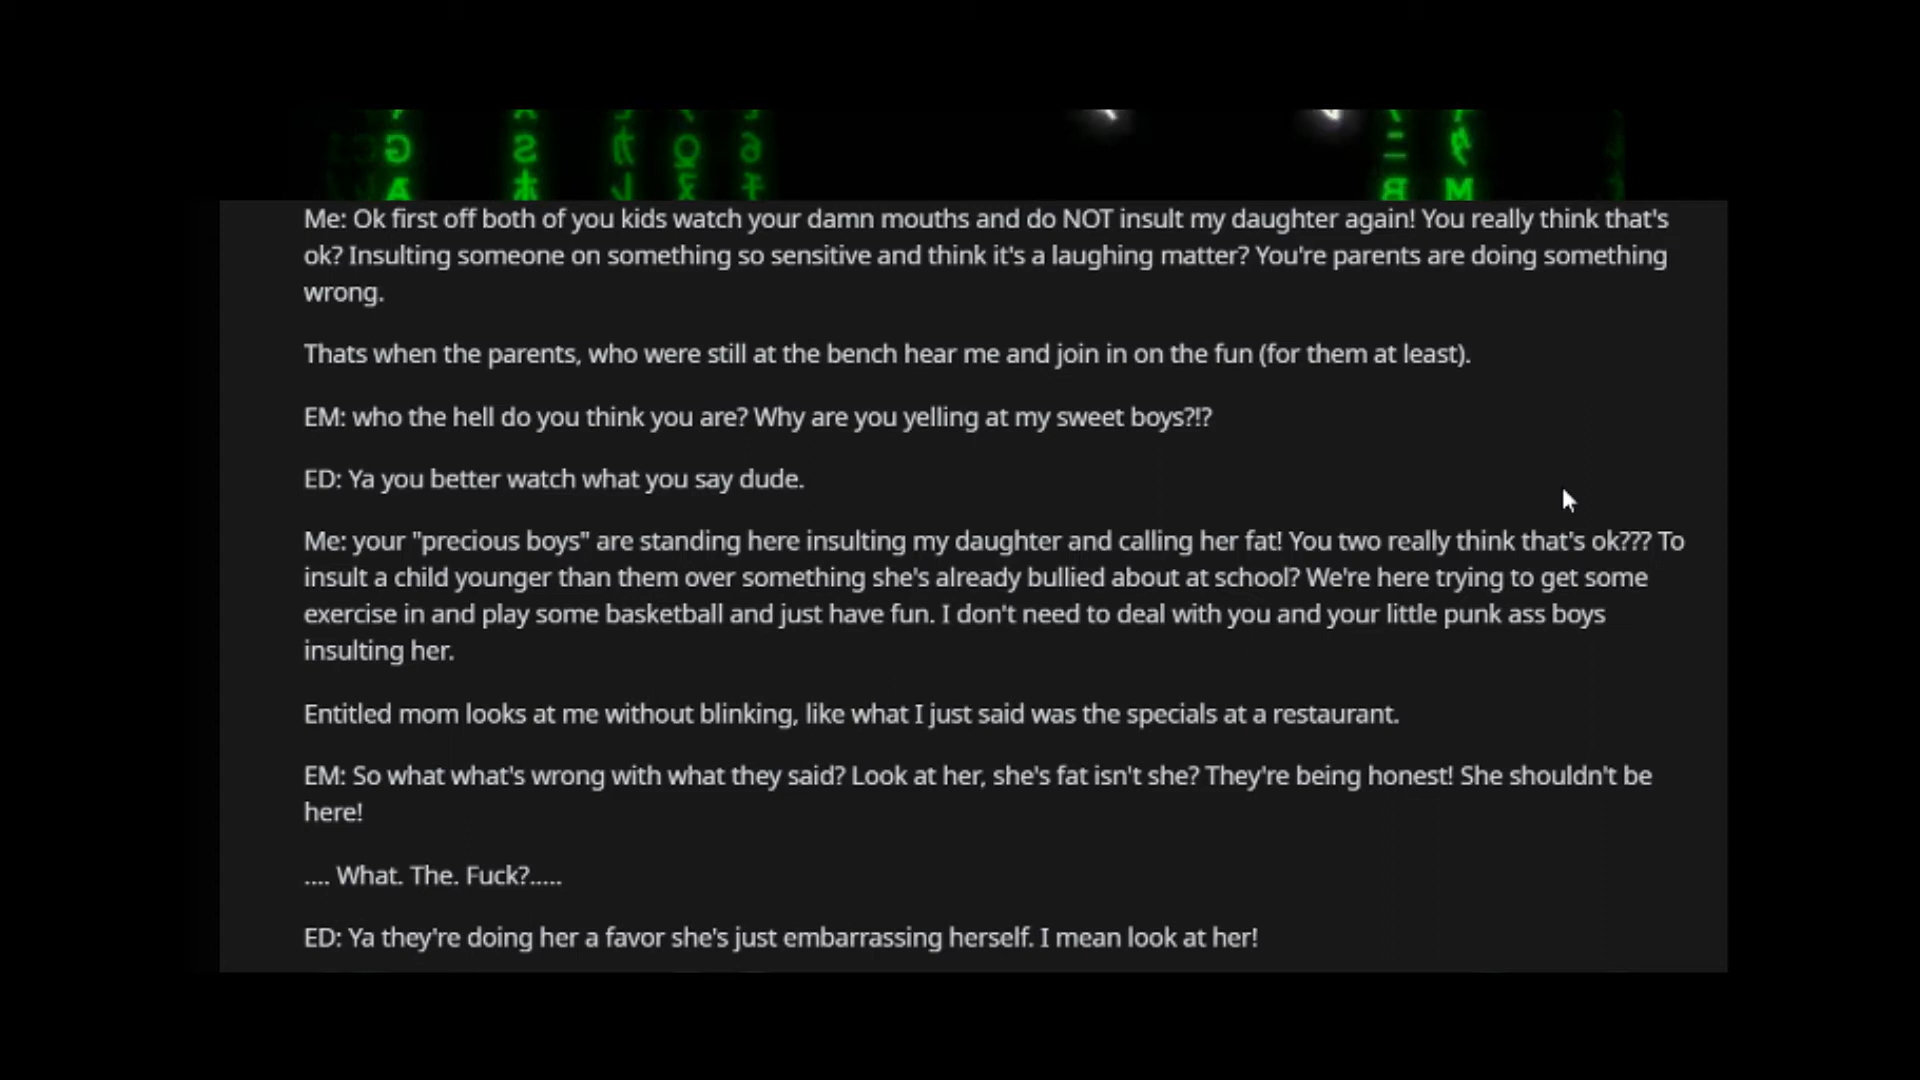 Me: Ok first off both of you kids watch your damn mouths and do NOT insult my daughter again! You really think that's
ok? Insulting someone on something so sensitive and think it's a laughing matter? You're parents are doing something
wrong.
Thats when the parents, who were still at the bench hear me and join in on the fun (for them at least).
EM: who the hell do you think you are? Why are you yelling at my sweet boys?!?
ED: Ya you better watch what you say dude.
Me: your "precious boys" are standing here insulting my daughter and calling her fat! You two really think that's ok??? To
insult a child younger than them over something she's already bullied about at school? We're here trying to get some
exercise in and play some basketball and just have fun. I don't need to deal with you and your little punk ass boys
insulting her.
Entitled mom looks at me without blinking, like what I just said was the specials at a restaurant.
EM: So what what's wrong with what they said? Look at her, she's fat isn't she? They're being honest! She shouldn't be
here!
.... What. The. Fuck?.....
ED: Ya they're doing her a favor she's just embarrassing herself. I mean look at her!